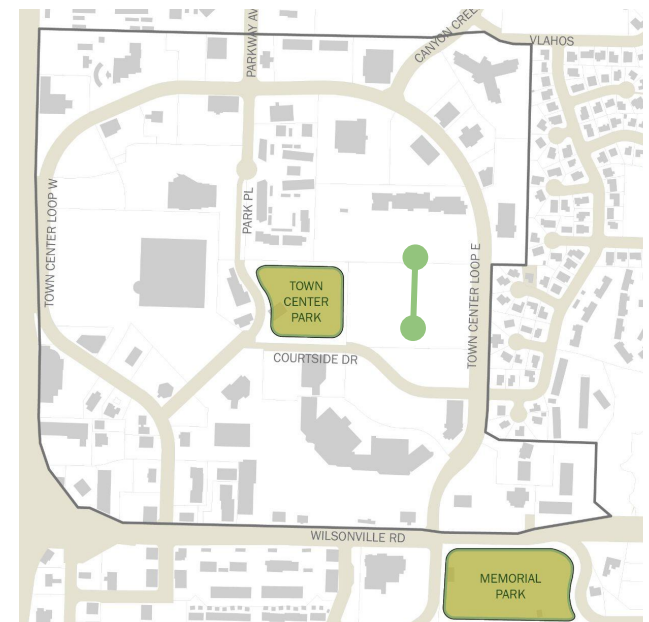 PARKWAY AV
CANYON CREE
VLAHOS
TOWN CENTER LOOP W
PARK PL
TOWN CENTER LOOP E
TOWN
CENTER
PARK
COURTSIDE DR
WILSONVILLE RD
MEMORIAL
PARK